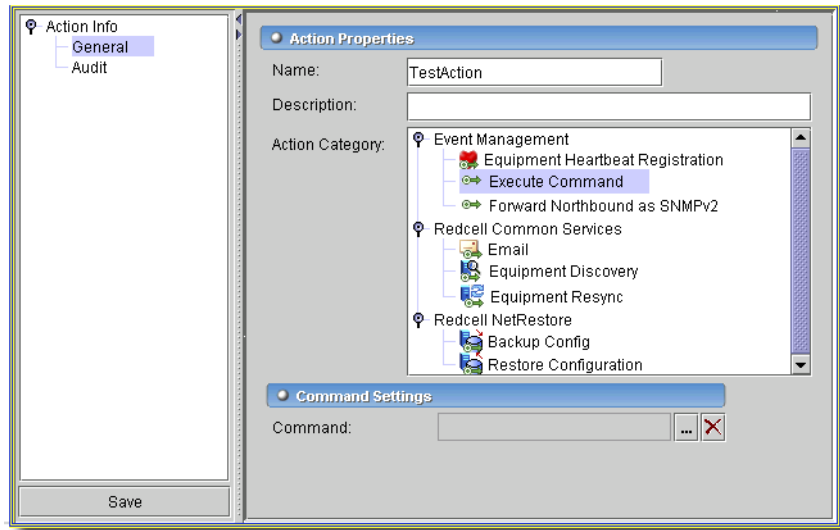 Action Info
General
Audit
Save
Action Properties
Name:
TestAction
Description:
Action Category:
Event Management
Equipment Heartbeat Registration
Execute Command
Forward Northbound as SNMPv2
Redcell Common Services
Email
Equipment Discovery
Equipment Resync
Redcell NetRestore
Backup Config
Restore Configuration
Command Settings
Command:
...